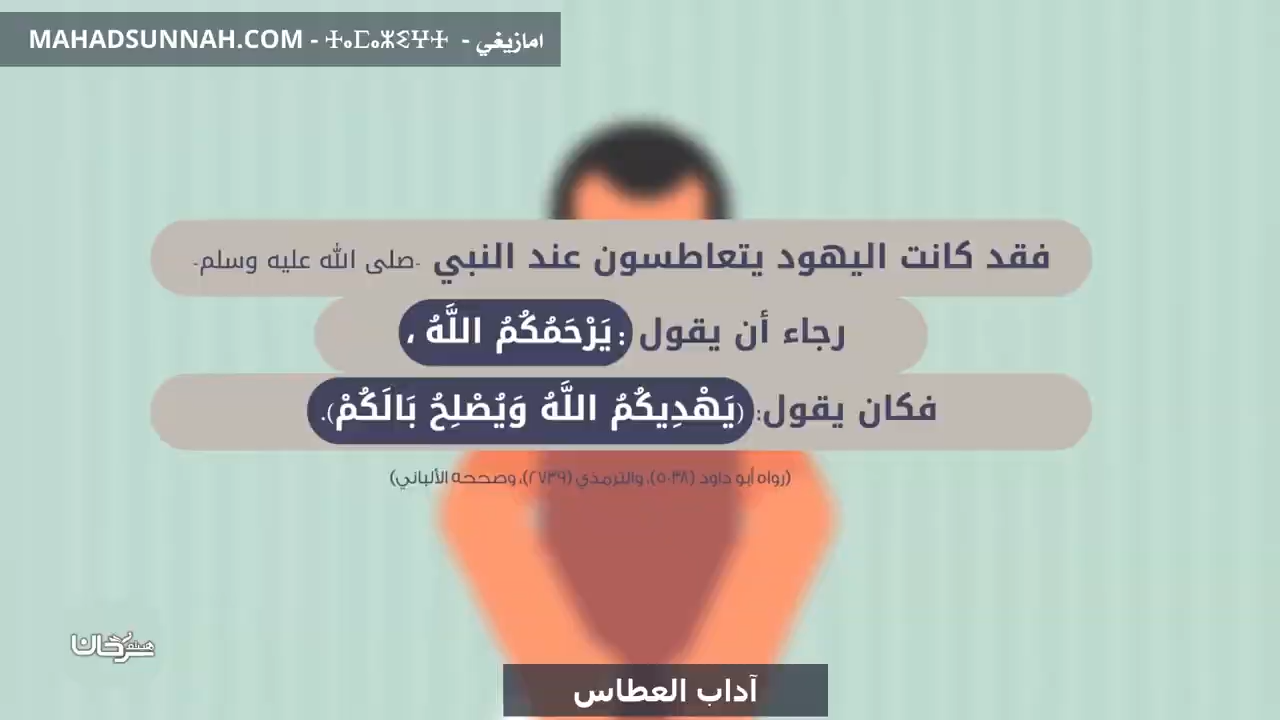 MAHADSUNNAH.COM - ⵜⴰⵎⴰⵣⵉⵖⵜ - امازيغي
فقد كانت اليهود يتعاطسون عند النبي -صلى الله عليه وسلم-
رجاء أن يقول: يَرْحَمُكُمُ اللَّهُ ،
فكان يقول: (يَهْدِيكُمُ اللَّهُ وَيُصْلِحُ بَالَكُمْ).
(رواه أبو داود (٥٠٣٨)، والترمذي (٢٧٣٩)، وصححه الألباني)
سرحان
آداب العطاس